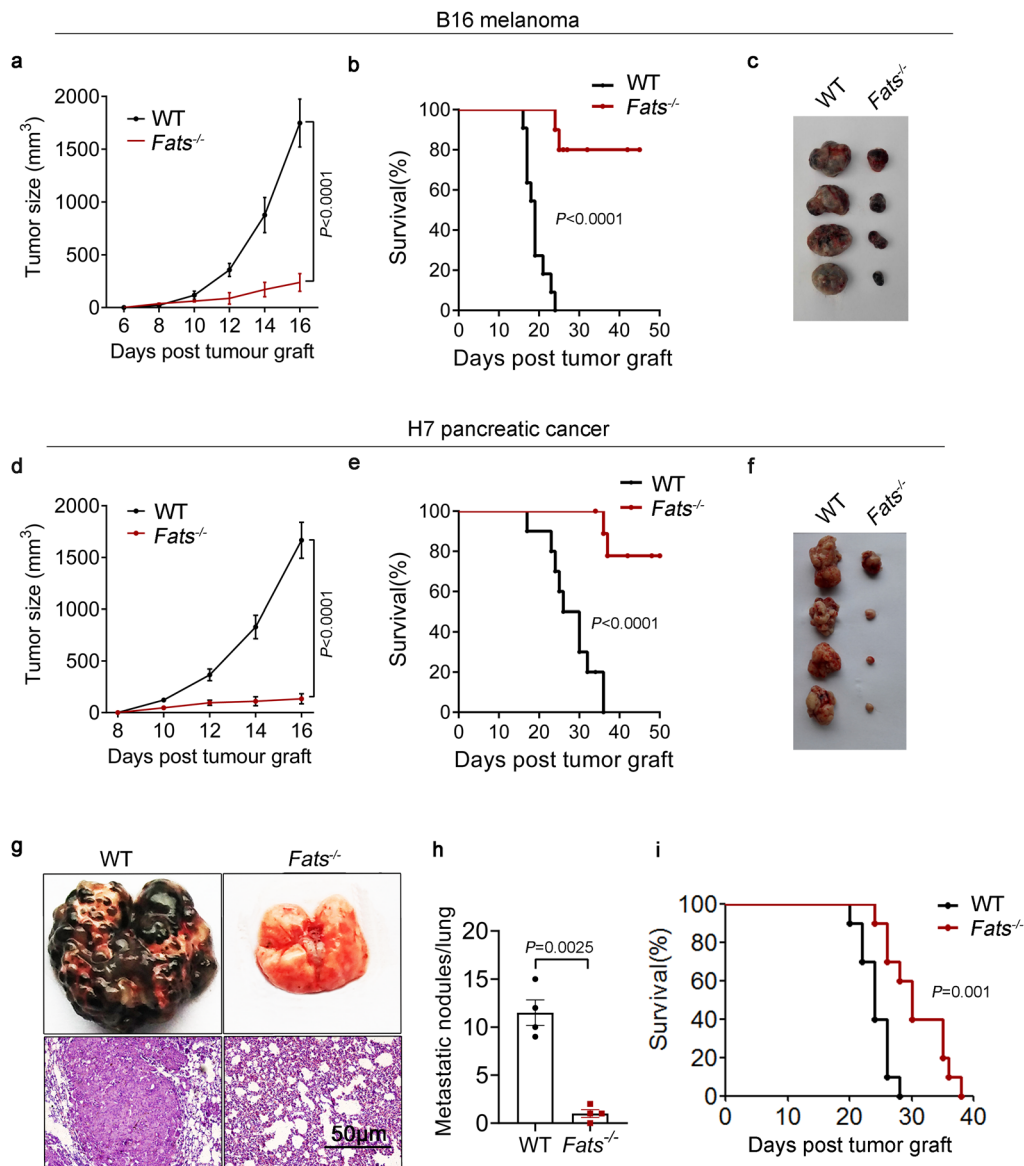 B16 melanoma
a
2000
1500
1000
500
0
Tumor size (mm³)
WT
Fats⁻/⁻
P<0.0001
6 8 10 12 14 16
Days post tumour graft
b
WT
Fats⁻/⁻
100
80
60
40
20
0
Survival(%)
P<0.0001
0 10 20 30 40 50
Days post tumor graft
c
WT Fats⁻/⁻
H7 pancreatic cancer
d
2000
1500
1000
500
0
Tumor size (mm³)
WT
Fats⁻/⁻
P<0.0001
8 10 12 14 16
Days post tumour graft
e
WT
Fats⁻/⁻
100
80
60
40
20
0
Survival(%)
P<0.0001
0 10 20 30 40 50
Days post tumor graft
f
WT Fats⁻/⁻
g
WT Fats⁻/⁻
50μm
h
20
15
10
5
0
Metastatic nodules/lung
P=0.0025
WT Fats⁻/⁻
i
WT
Fats⁻/⁻
100
80
60
40
20
0
Survival(%)
P=0.001
0 20 30 40
Days post tumor graft